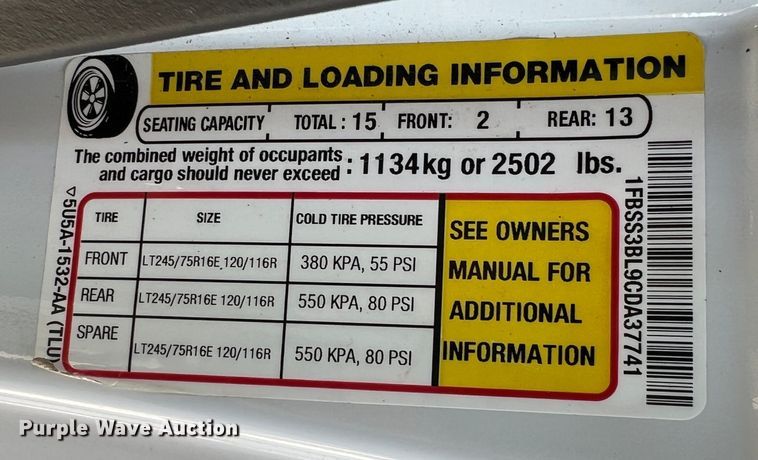 TIRE AND LOADING INFORMATION
SEATING CAPACITY TOTAL : 15 FRONT: 2 REAR: 13
The combined weight of occupants
and cargo should never exceed : 1134kg or 2502 lbs.
TIRE SIZE COLD TIRE PRESSURE
FRONT LT245/75R16E 120/116R 380 KPA, 55 PSI
REAR LT245/75R16E 120/116R 550 KPA, 80 PSI
SPARE LT245/75R16E 120/116R 550 KPA, 80 PSI
SEE OWNERS
MANUAL FOR
ADDITIONAL
INFORMATION
5U5A-1532-AA (TLU)
1FBSS3BL9CDA37741
Purple Wave Auction